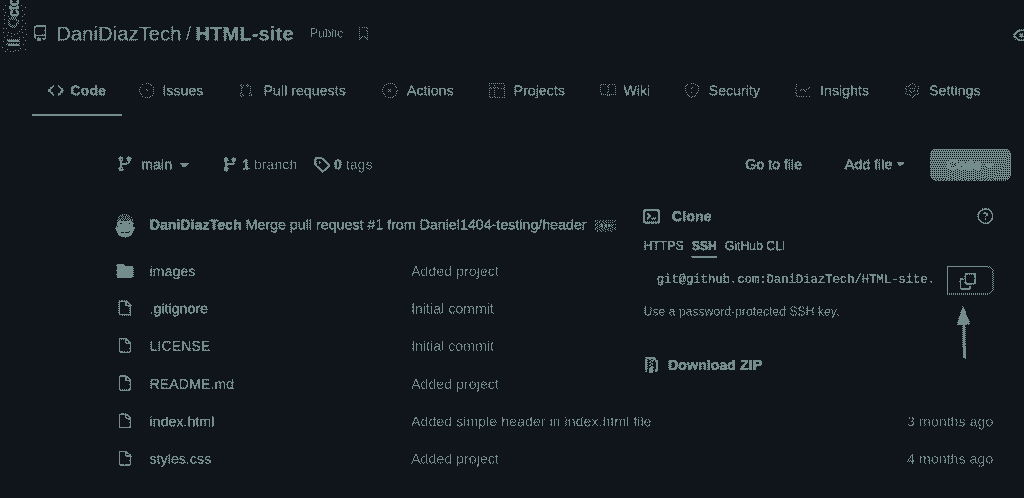 DaniDiazTech / HTML-site Public
Code Issues Pull requests Actions Projects Wiki Security Insights Settings
main 1 branch 0 tags Go to file Add file
DaniDiazTech Merge pull request #1 from Daniel1404-testing/header
Clone
HTTPS SSH GitHub CLI
git@github.com:DaniDiazTech/HTML-site.
Use a password-protected SSH key.
Download ZIP
images Added project
.gitignore Initial commit
LICENSE Initial commit
README.md Added project
index.html Added simple header in index.html file 3 months ago
styles.css Added project 4 months ago